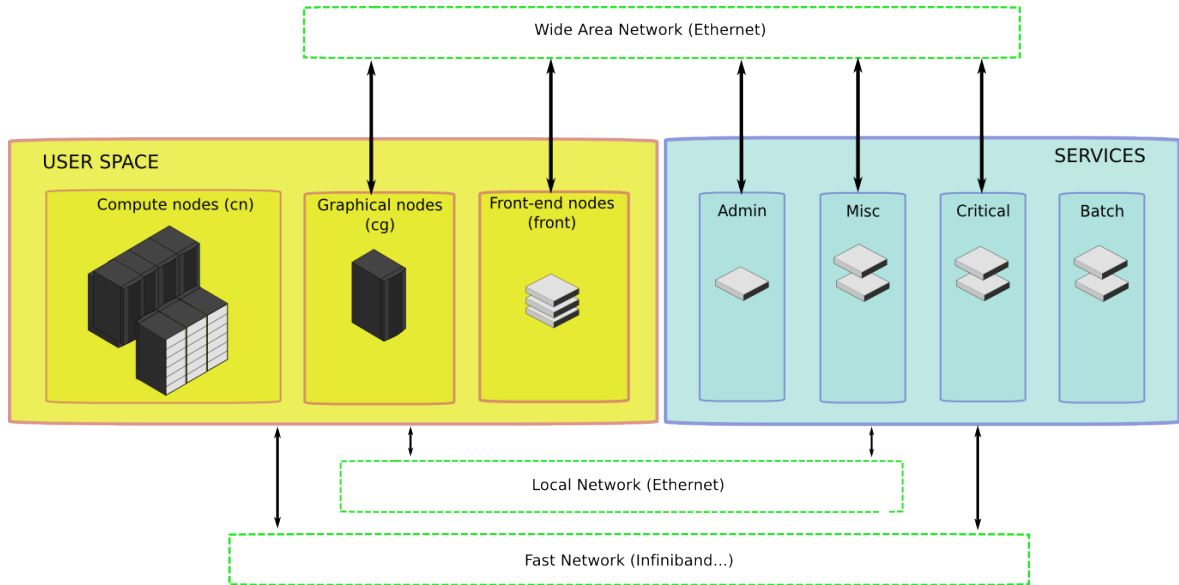 Wide Area Network (Ethernet)
USER SPACE
SERVICES
Compute nodes (cn)
Graphical nodes
(cg)
Front-end nodes
(front)
Admin
Misc
Critical
Batch
Local Network (Ethernet)
Fast Network (Infiniband...)